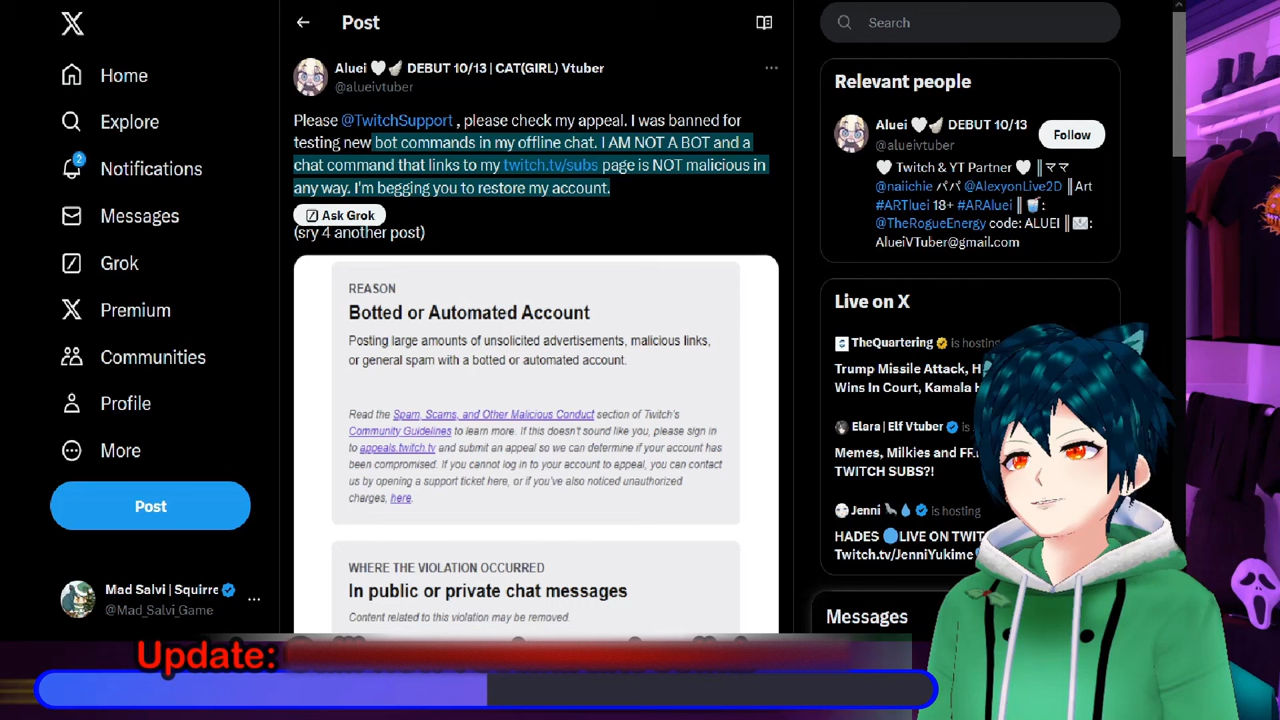 Home
Explore
2
Notifications
Messages
Grok
Premium
Communities
Profile
More
Post
Mad Salvi | Squirre
@Mad_Salvi_Game
Post
Aluei 🤍🪽 DEBUT 10/13 | CAT(GIRL) Vtuber
@alueivtuber
Please @TwitchSupport , please check my appeal. I was banned for
testing new bot commands in my offline chat. I AM NOT A BOT and a
chat command that links to my twitch.tv/subs page is NOT malicious in
any way. I'm begging you to restore my account.
Ask Grok
(sry 4 another post)
REASON
Botted or Automated Account
Posting large amounts of unsolicited advertisements, malicious links,
or general spam with a botted or automated account.
Read the Spam, Scams, and Other Malicious Conduct section of Twitch's
Community Guidelines to learn more. If this doesn't sound like you, please sign in
to appeals.twitch.tv and submit an appeal so we can determine if your account has
been compromised. If you cannot log in to your account to appeal, you can contact
us by opening a support ticket here, or if you've also noticed unauthorized
charges, here.
WHERE THE VIOLATION OCCURRED
In public or private chat messages
Content related to this violation may be removed.
Search
Relevant people
Aluei 🤍🪽 DEBUT 10/13
@alueivtuber
Follow
🤍 Twitch & YT Partner 🤍 ║ママ
@naiichie パパ @AlexyonLive2D ║Art
#ARTluei 18+ #ARAluei ║🥤:
@TheRogueEnergy code: ALUEI ║✉️:
AlueiVTuber@gmail.com
Live on X
TheQuartering is hosting
Trump Missile Attack, H
Wins In Court, Kamala H
Elara | Elf Vtuber is
Memes, Milkies and FF.
TWITCH SUBS?!
Jenni is hosting
HADES 🔵LIVE ON TWIT
Twitch.tv/JenniYukime
Messages
Update: